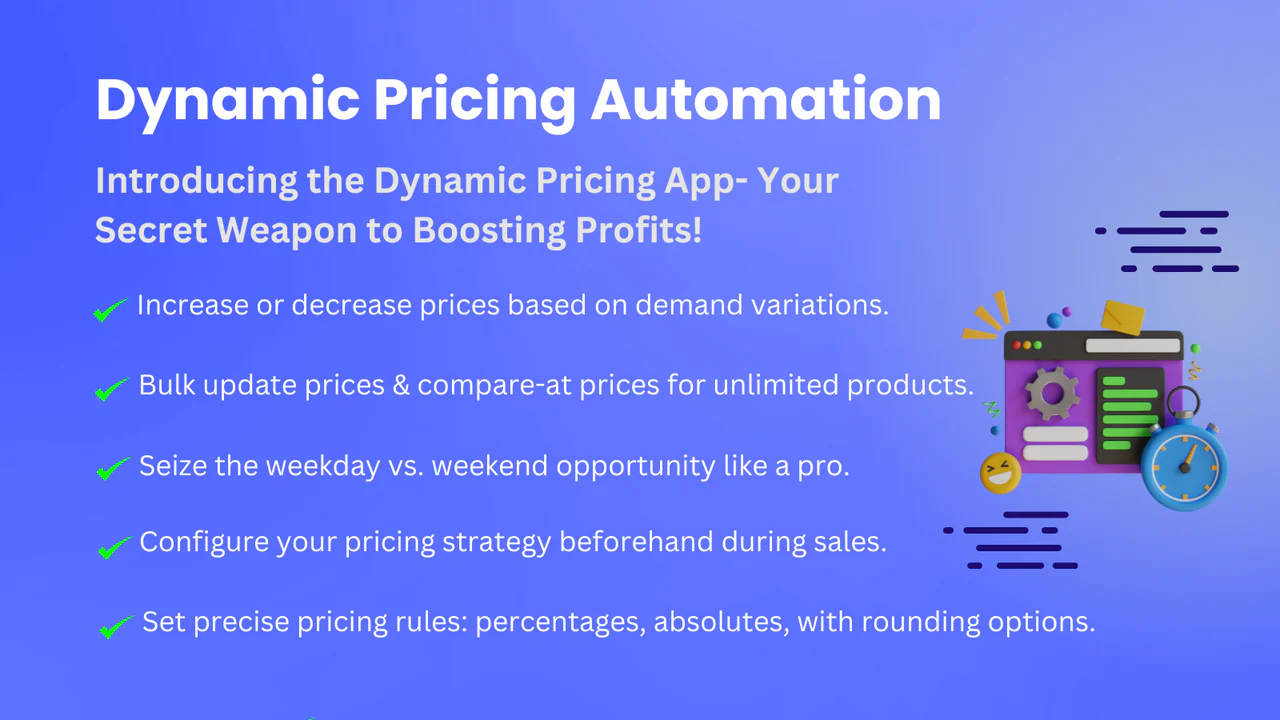 Dynamic Pricing Automation
Introducing the Dynamic Pricing App- Your
Secret Weapon to Boosting Profits!
Increase or decrease prices based on demand variations.
Bulk update prices & compare-at prices for unlimited products.
Seize the weekday vs. weekend opportunity like a pro.
Configure your pricing strategy beforehand during sales.
Set precise pricing rules: percentages, absolutes, with rounding options.